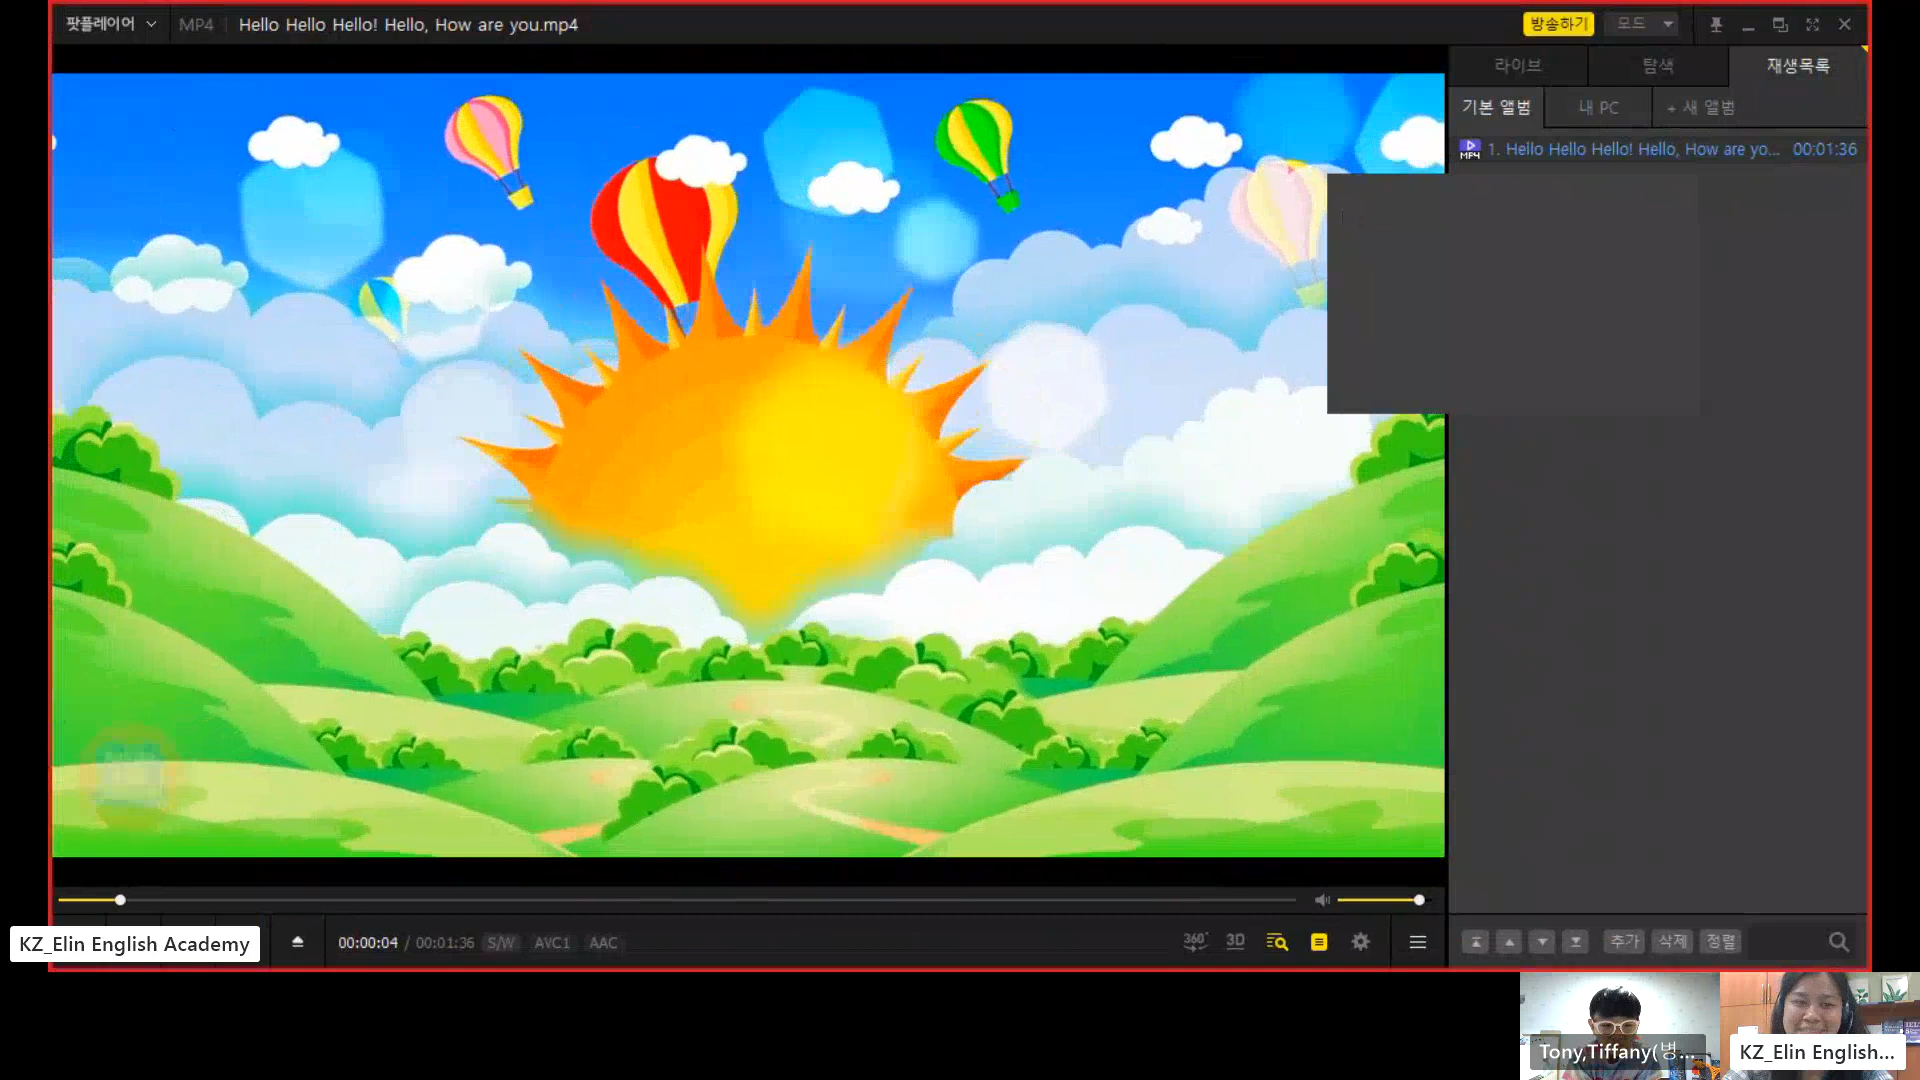 팟플레이어 MP4 Hello Hello Hello! Hello, How are you.mp4 방송하기 모드
라이브 탐색 재생목록
기본 앨범 내 PC + 새 앨범
MP4 1. Hello Hello Hello! Hello, How are yo... 00:01:36
KZ_Elin English Academy 00:00:04 / 00:01:36 S/W AVC1 AAC 360° 3D 추가 삭제 정렬
Tony,Tiffany(병... KZ_Elin English...